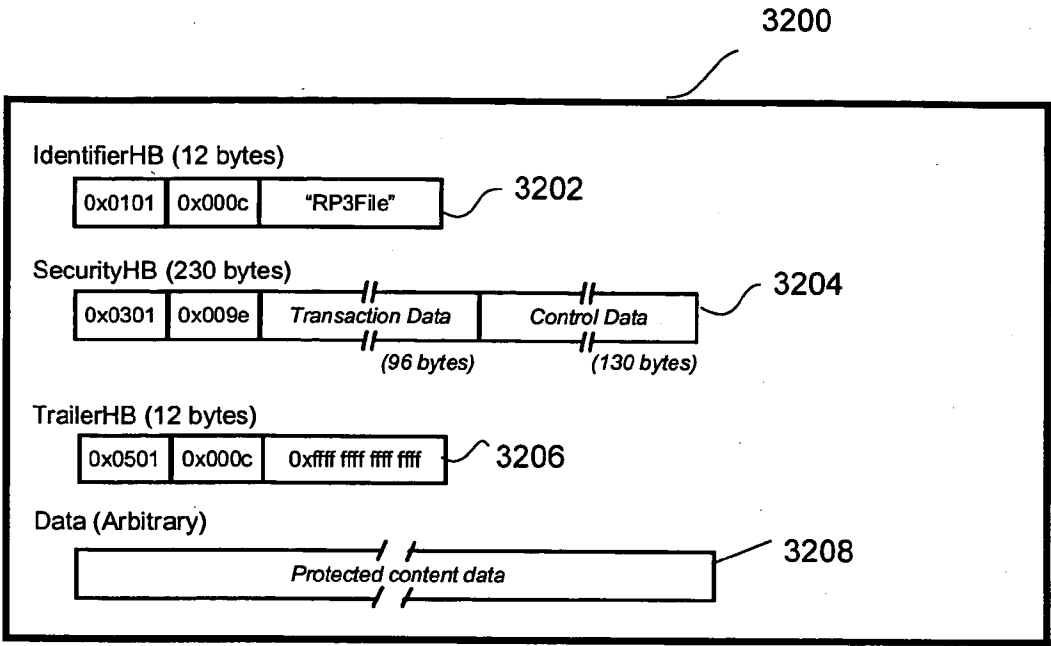 3200
IdentifierHB (12 bytes)
0x0101 0x000c “RP3File” 3202
SecurityHB (230 bytes)
0x0301 0x009e Transaction Data Control Data 3204
(96 bytes) (130 bytes)
TrailerHB (12 bytes)
0x0501 0x000c 0xffff ffff ffff ffff 3206
Data (Arbitrary)
Protected content data 3208